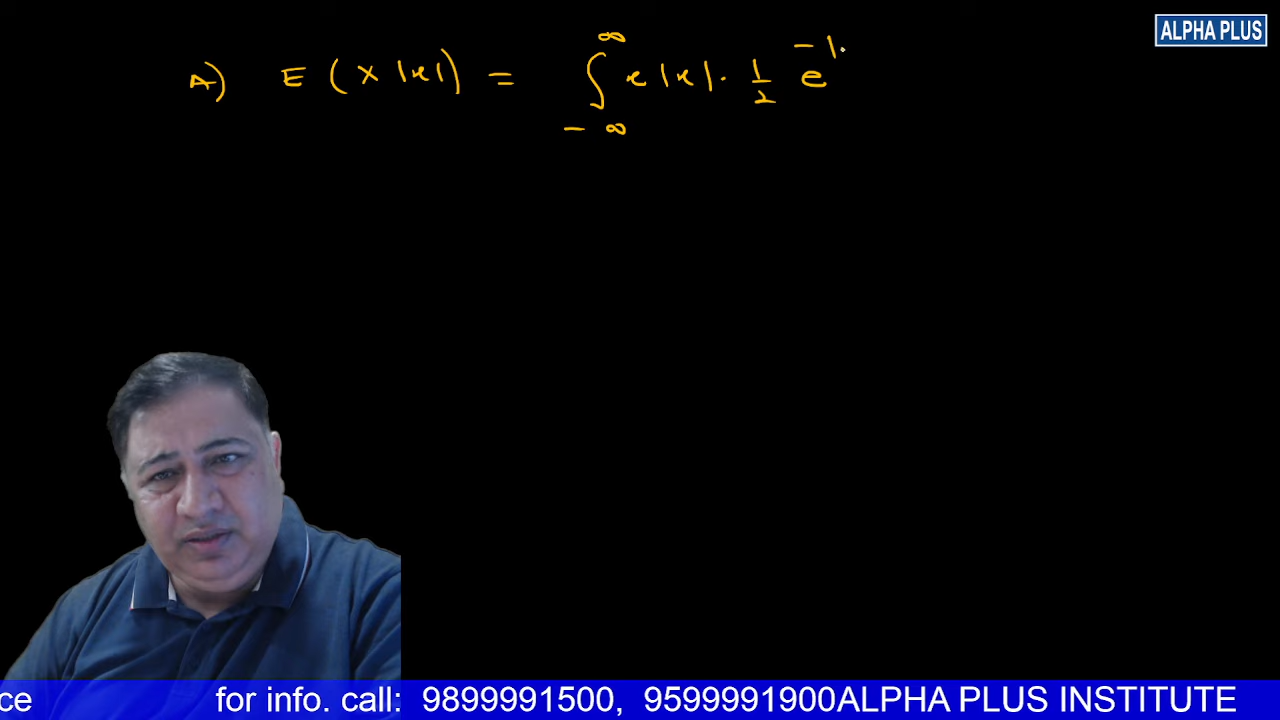 ALPHA PLUS
A) E (X |x|) = ∫_{-∞}^{∞} x |x| · 1/2 e^{-|
ce for info. call: 9899991500, 9599991900ALPHA PLUS INSTITUTE